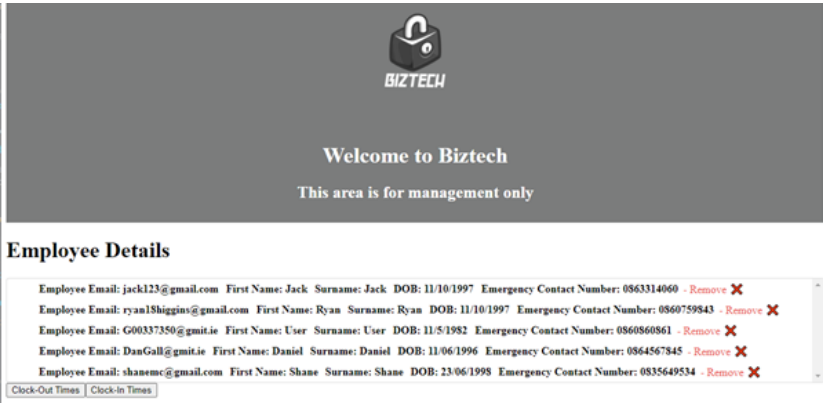 BIZTECH
Welcome to Biztech
This area is for management only
Employee Details
Employee Email: jack123@gmail.com First Name: Jack Surname: Jack DOB: 11/10/1997 Emergency Contact Number: 0863314060 - Remove
Employee Email: ryan18higgins@gmail.com First Name: Ryan Surname: Ryan DOB: 11/10/1997 Emergency Contact Number: 0860759843 - Remove
Employee Email: G00337350@gmit.ie First Name: User Surname: User DOB: 11/5/1982 Emergency Contact Number: 0860860861 - Remove
Employee Email: DanGall@gmit.ie First Name: Daniel Surname: Daniel DOB: 11/06/1996 Emergency Contact Number: 0864567845 - Remove
Employee Email: shanemc@gmail.com First Name: Shane Surname: Shane DOB: 23/06/1998 Emergency Contact Number: 0835649534 - Remove
Clock-Out Times Clock-In Times